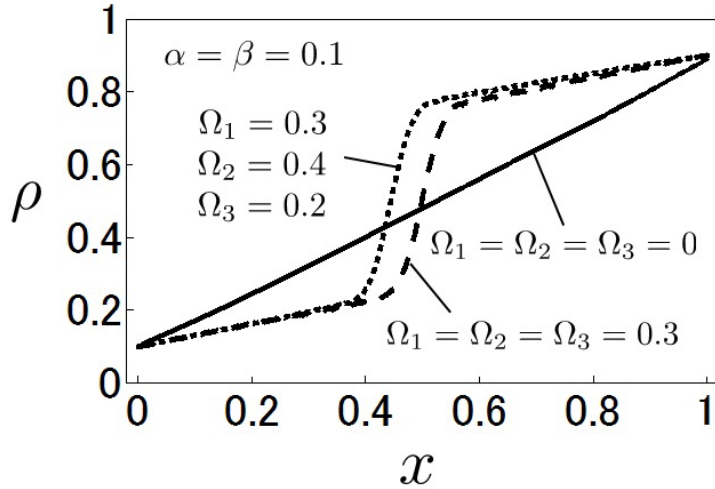 1
α = β = 0.1
0.8
Ω₁ = 0.3
Ω₂ = 0.4
Ω₃ = 0.2
0.6
ρ
0.4
Ω₁ = Ω₂ = Ω₃ = 0
0.2
Ω₁ = Ω₂ = Ω₃ = 0.3
0
0 0.2 0.4 0.6 0.8 1
x